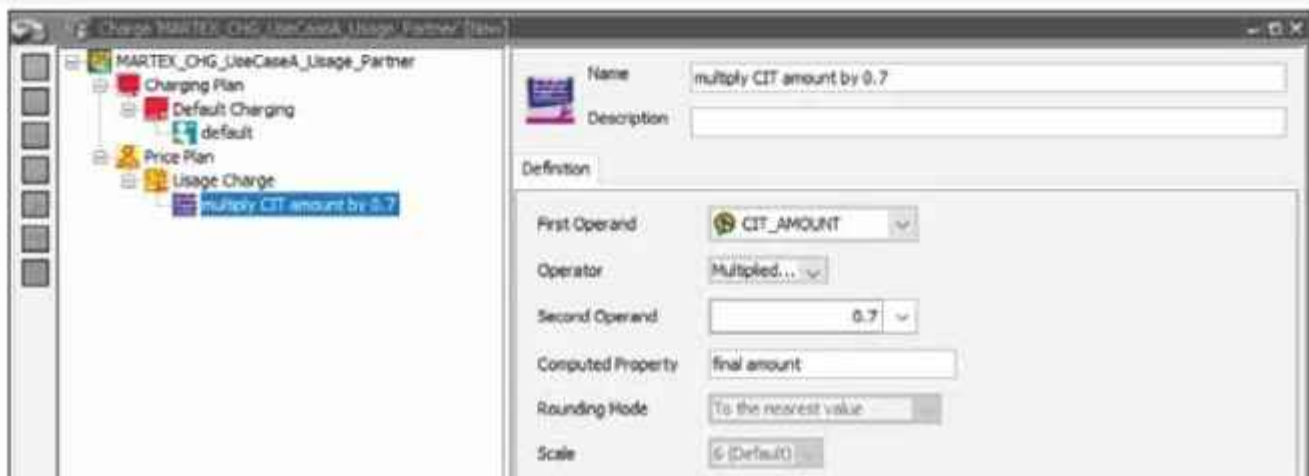 Charge 'MARTEX_CHG_UseCaseA_Usage_Partner' [New]
MARTEX_CHG_UseCaseA_Usage_Partner
Charging Plan
Default Charging
default
Price Plan
Usage Charge
multiply CIT amount by 0.7
Name
multiply CIT amount by 0.7
Description
Definition
First Operand
CIT_AMOUNT
Operator
Multiplied...
Second Operand
0.7
Computed Property
final amount
Rounding Mode
To the nearest value
Scale
6 (Default)